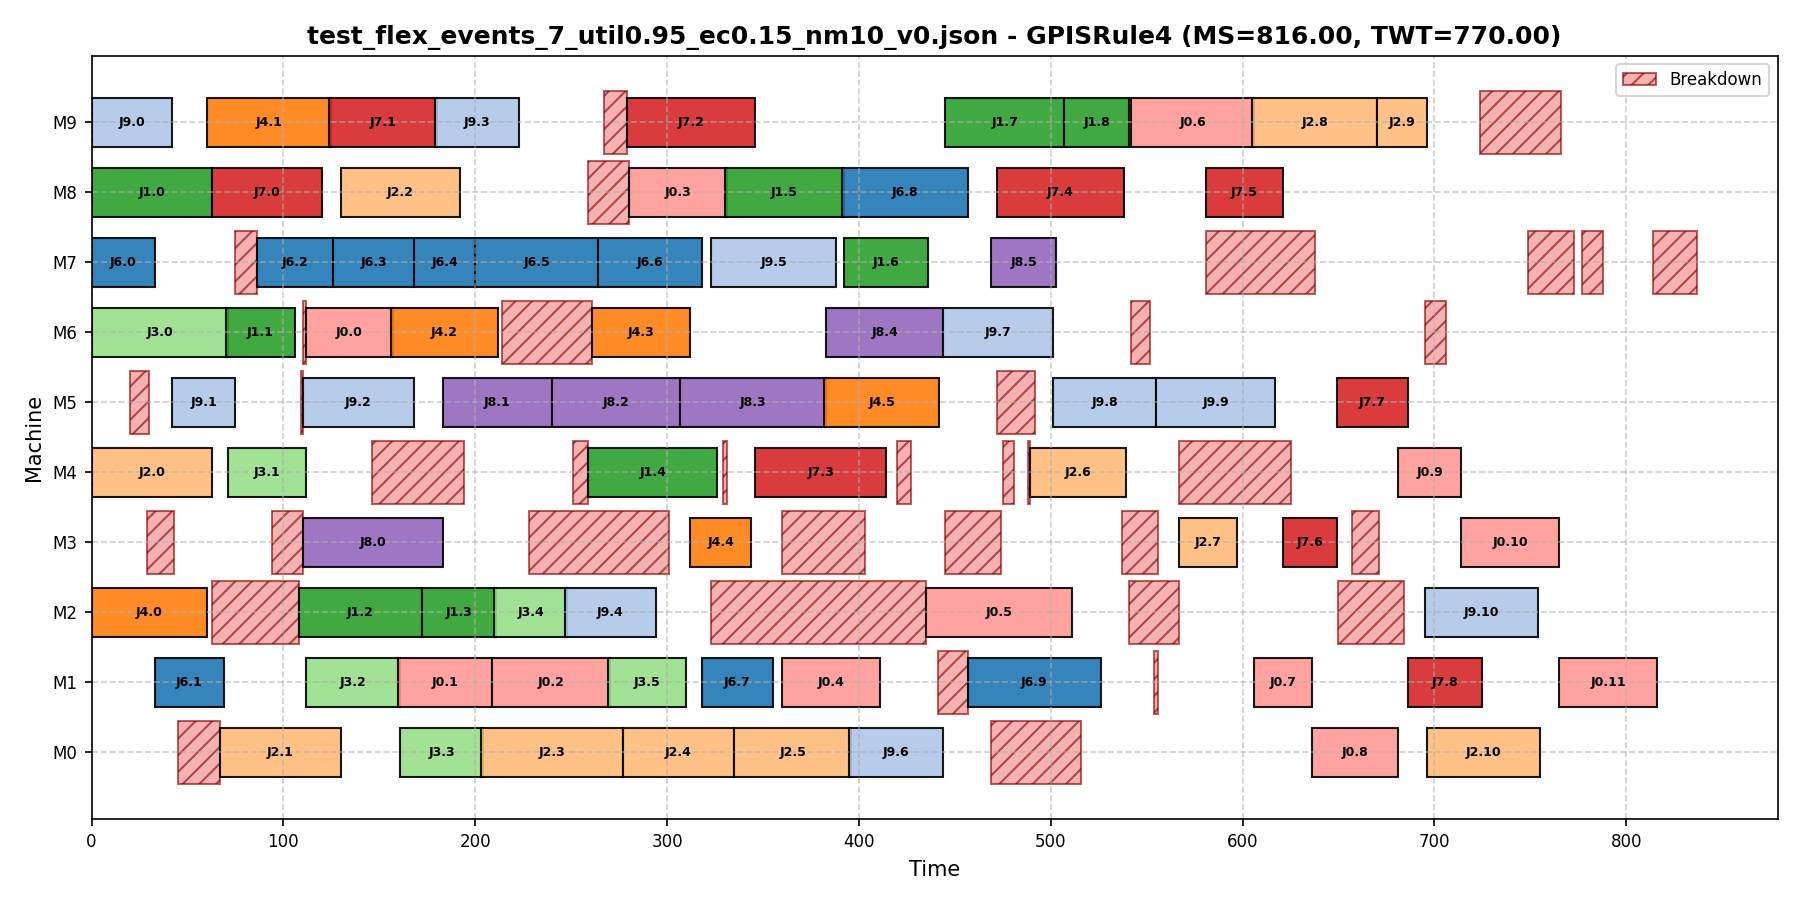 test_flex_events_7_util0.95_ec0.15_nm10_v0.json - GPISRule4 (MS=816.00, TWT=770.00)
Breakdown
Machine
M9 J9.0 J4.1 J7.1 J9.3 J7.2 J1.7 J1.8 J0.6 J2.8 J2.9
M8 J1.0 J7.0 J2.2 J0.3 J1.5 J6.8 J7.4 J7.5
M7 J6.0 J6.2 J6.3 J6.4 J6.5 J6.6 J9.5 J1.6 J8.5
M6 J3.0 J1.1 J0.0 J4.2 J4.3 J8.4 J9.7
M5 J9.1 J9.2 J8.1 J8.2 J8.3 J4.5 J9.8 J9.9 J7.7
M4 J2.0 J3.1 J1.4 J7.3 J2.6 J0.9
M3 J8.0 J4.4 J2.7 J7.6 J0.10
M2 J4.0 J1.2 J1.3 J3.4 J9.4 J0.5 J9.10
M1 J6.1 J3.2 J0.1 J0.2 J3.5 J6.7 J0.4 J6.9 J0.7 J7.8 J0.11
M0 J2.1 J3.3 J2.3 J2.4 J2.5 J9.6 J0.8 J2.10
0 100 200 300 400 500 600 700 800
Time